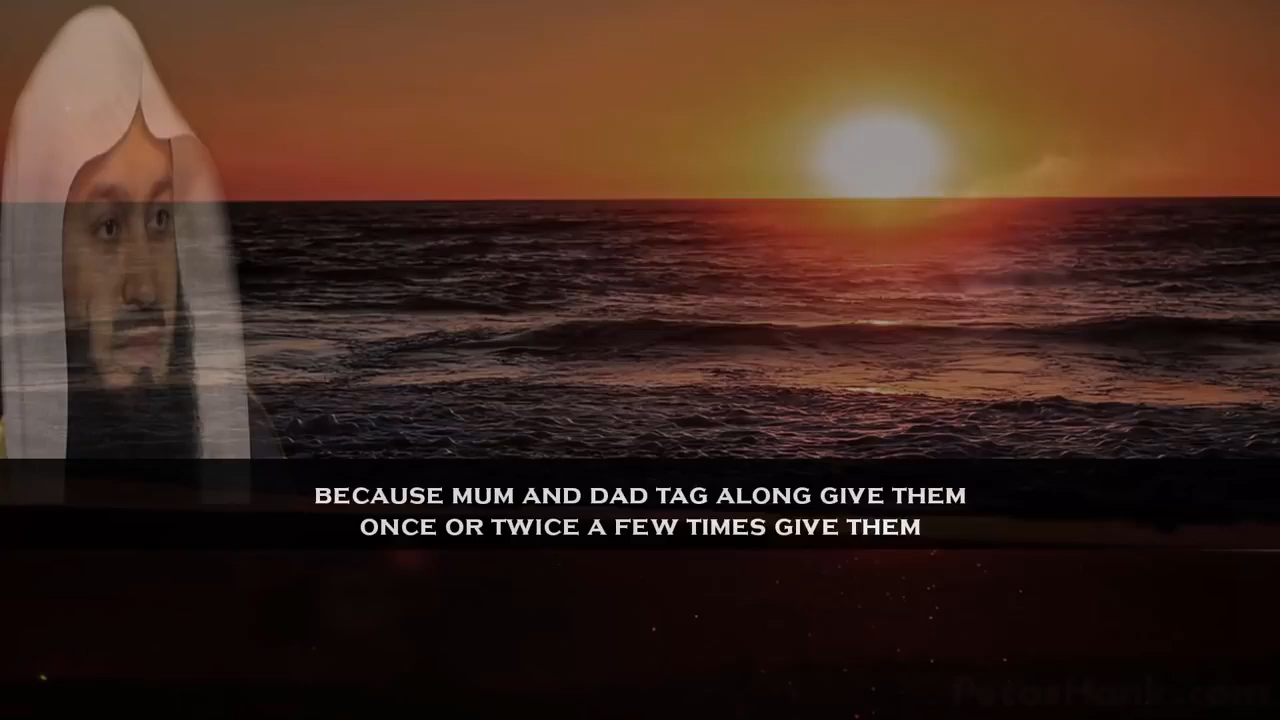 BECAUSE MUM AND DAD TAG ALONG GIVE THEM
ONCE OR TWICE A FEW TIMES GIVE THEM